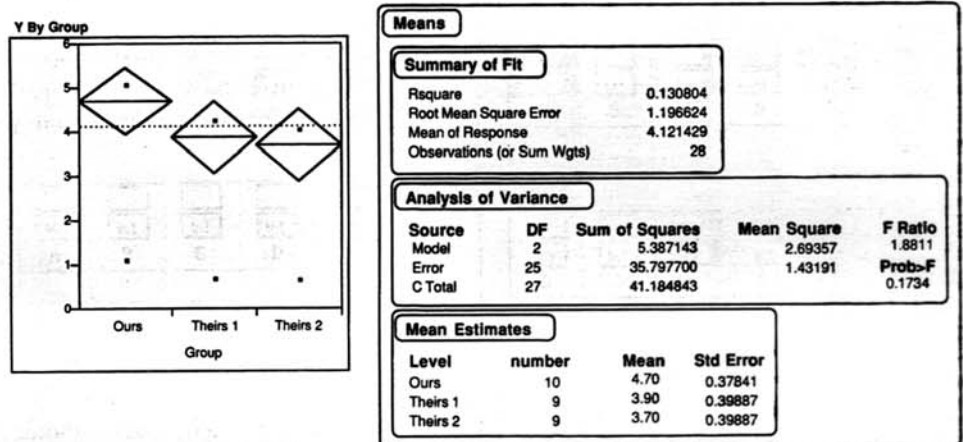 Y By Group
6
5
4
3
2
1
0
Ours Theirs 1 Theirs 2
Group
Means
Summary of Fit
Rsquare 0.130804
Root Mean Square Error 1.196624
Mean of Response 4.121429
Observations (or Sum Wgts) 28
Analysis of Variance
Source DF Sum of Squares Mean Square F Ratio
Model 2 5.387143 2.69357 1.8811
Error 25 35.797700 1.43191 Prob>F
C Total 27 41.184843 0.1734
Mean Estimates
Level number Mean Std Error
Ours 10 4.70 0.37841
Theirs 1 9 3.90 0.39887
Theirs 2 9 3.70 0.39887